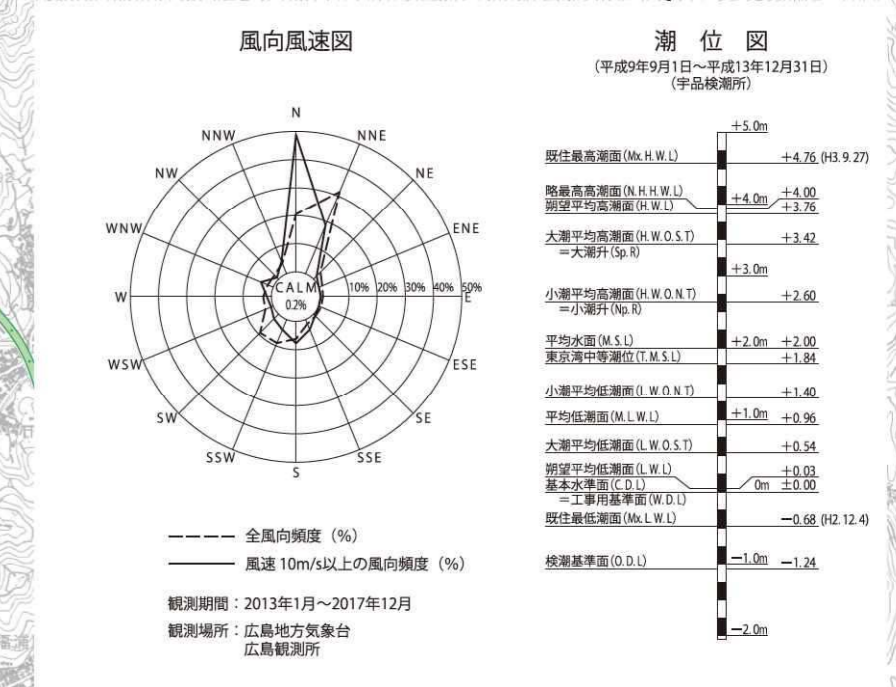 風向風速図
N
NNE
NE
ENE
E
ESE
SE
SSE
S
SSW
SW
WSW
W
WNW
NW
NNW
CALM
0.2%
10% 20% 30% 40% 50%
--- 全風向頻度（%）
— 風速 10m/s以上の風向頻度（%）
観測期間：2013年1月～2017年12月
観測場所：広島地方気象台
広島観測所
潮 位 図
（平成9年9月1日～平成13年12月31日）
（宇品検潮所）
+5.0m
既住最高潮面(Mx.H.W.L) +4.76 (H3.9.27)
略最高高潮面(N.H.H.W.L) +4.0m +4.00
朔望平均高潮面(H.W.L) +3.76
大潮平均高潮面(H.W.O.S.T) +3.42
＝大潮升(Sp.R)
+3.0m
小潮平均高潮面(H.W.O.N.T) +2.60
＝小潮升(Np.R)
平均水面(M.S.L) +2.0m +2.00
東京湾中等潮位(T.M.S.L) +1.84
小潮平均低潮面(L.W.O.N.T) +1.40
平均低潮面(M.L.W.L) +1.0m +0.96
大潮平均低潮面(L.W.O.S.T) +0.54
朔望平均低潮面(L.W.L) +0.03
基本水準面(C.D.L) 0m ±0.00
＝工事用基準面(W.D.L)
既住最低潮面(Mx.L.W.L) −0.68 (H2.12.4)
検潮基準面(O.D.L) −1.0m −1.24
−2.0m